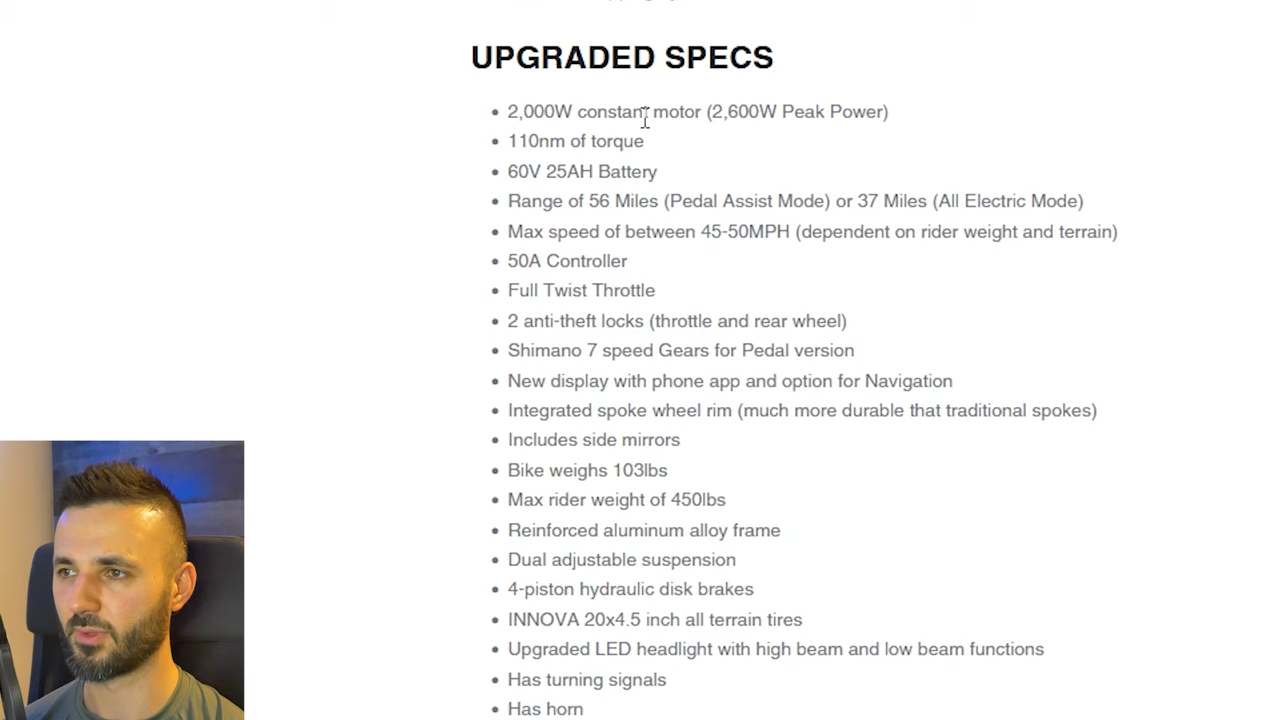 UPGRADED SPECS
2,000W constant motor (2,600W Peak Power)
110nm of torque
60V 25AH Battery
Range of 56 Miles (Pedal Assist Mode) or 37 Miles (All Electric Mode)
Max speed of between 45-50MPH (dependent on rider weight and terrain)
50A Controller
Full Twist Throttle
2 anti-theft locks (throttle and rear wheel)
Shimano 7 speed Gears for Pedal version
New display with phone app and option for Navigation
Integrated spoke wheel rim (much more durable that traditional spokes)
Includes side mirrors
Bike weighs 103lbs
Max rider weight of 450lbs
Reinforced aluminum alloy frame
Dual adjustable suspension
4-piston hydraulic disk brakes
INNOVA 20x4.5 inch all terrain tires
Upgraded LED headlight with high beam and low beam functions
Has turning signals
Has horn